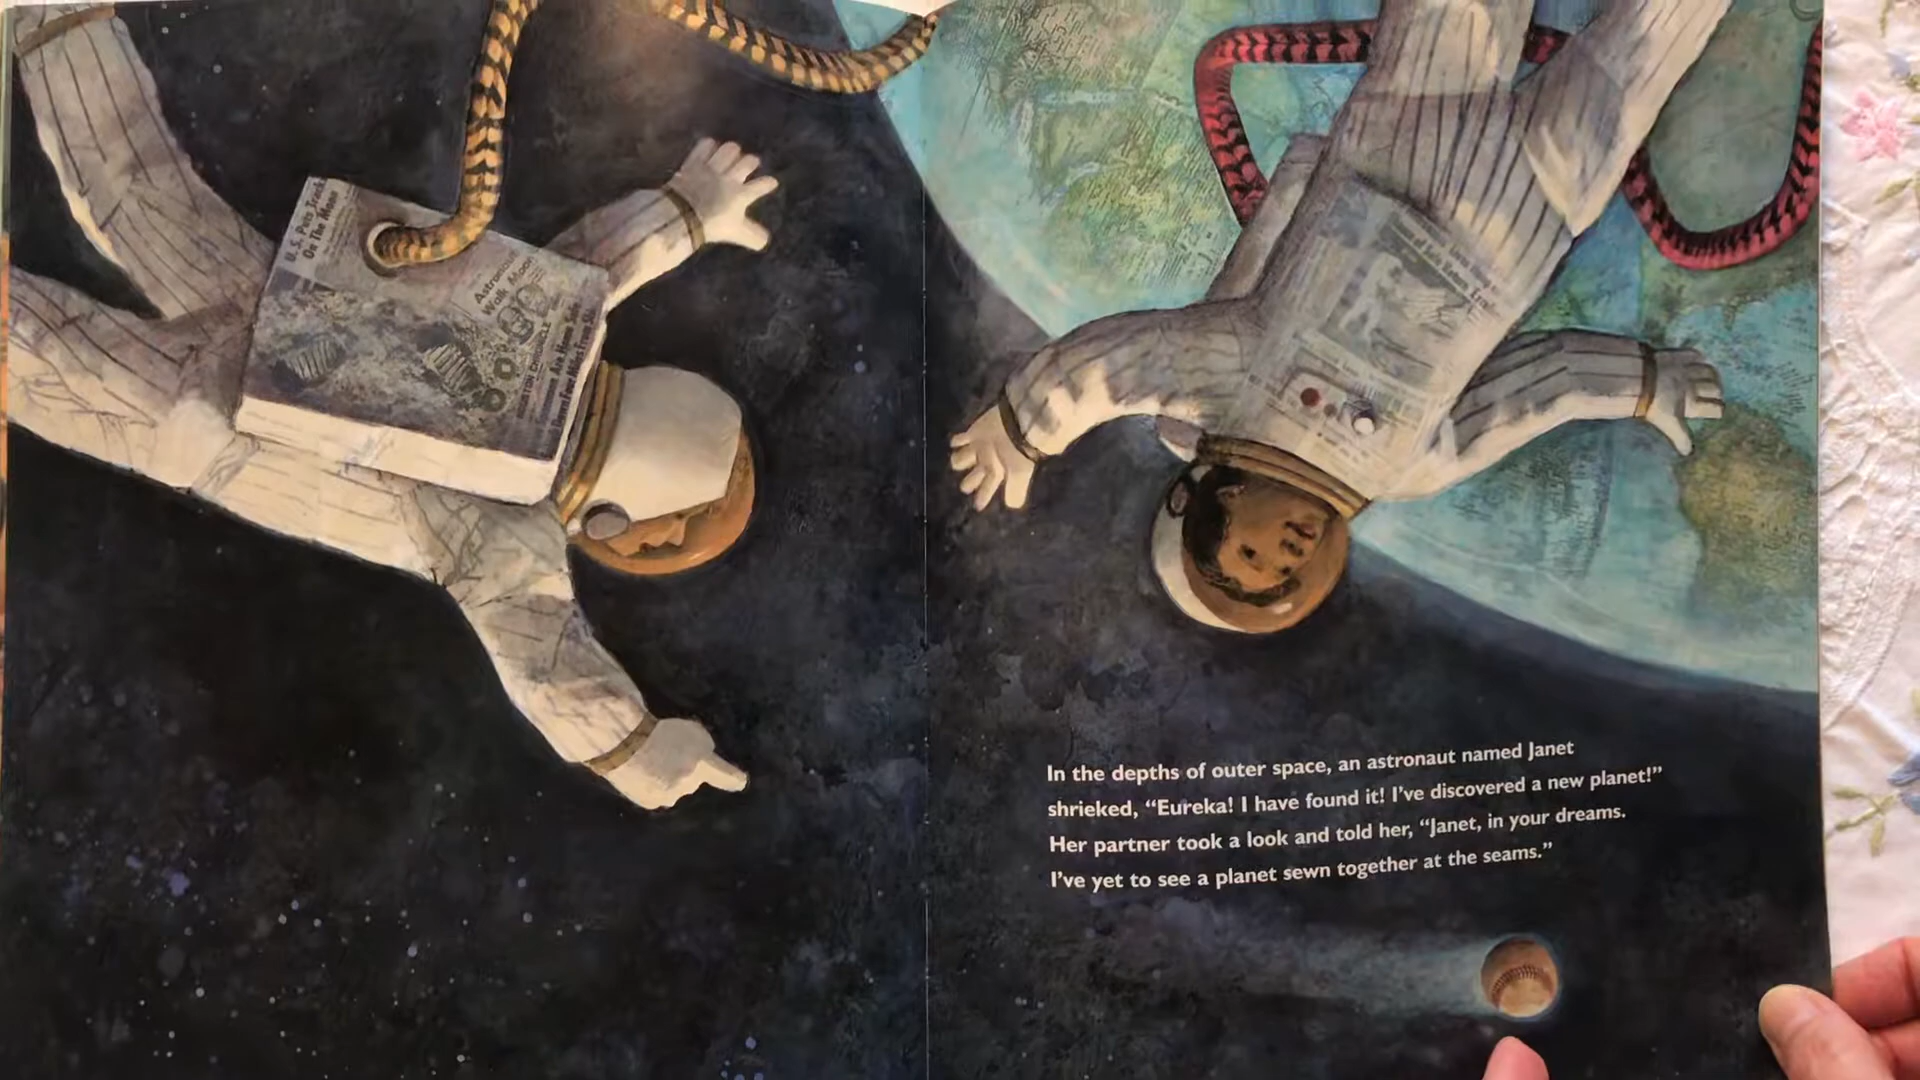 U. S. Puts Track
On The Moon
Astronauts
Walk Moon
HOUSTON CHRONICLE
In the depths of outer space, an astronaut named Janet
shrieked, “Eureka! I have found it! I’ve discovered a new planet!”
Her partner took a look and told her, “Janet, in your dreams.
I’ve yet to see a planet sewn together at the seams.”